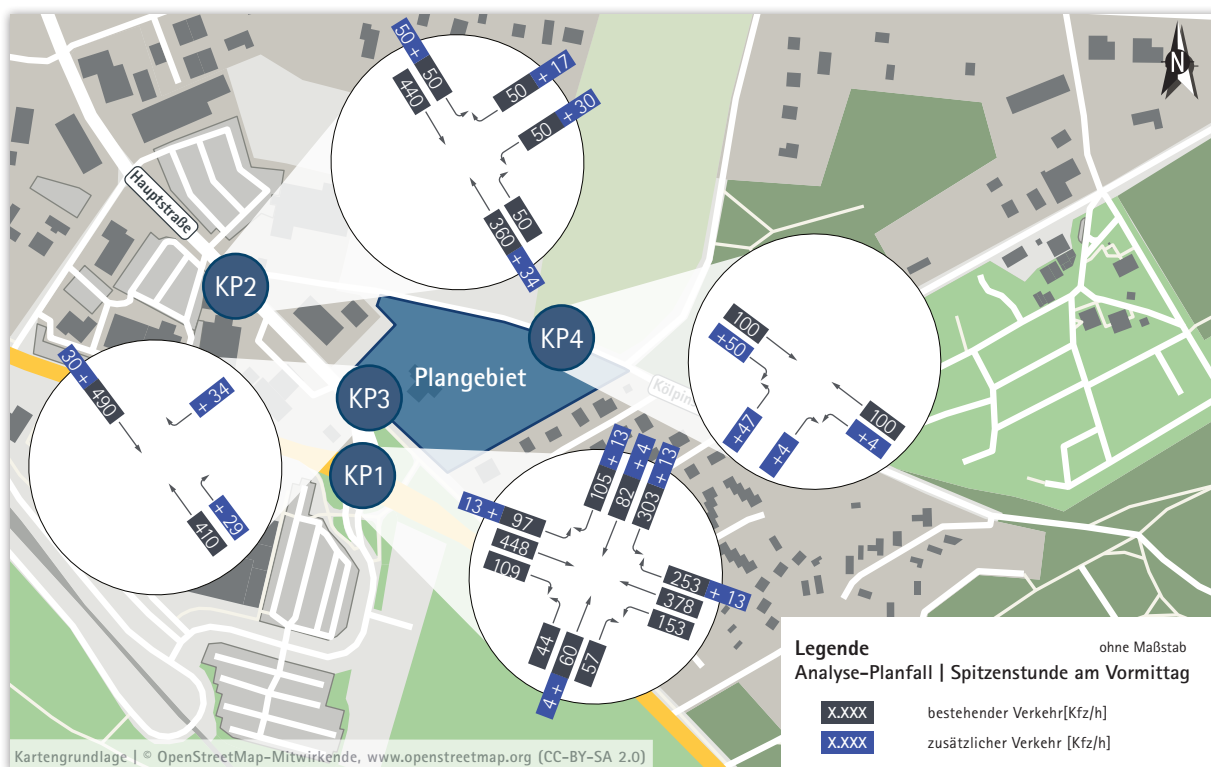 N
50 + 50
440
50 + 17
50 + 30
50
360 + 34
Hauptstraße
KP2
KP4
100
+50
100
+47
+4
+4
Plangebiet
KP3
KP1
30 + 490
+ 34
410
+ 29
105 + 13
82 + 4
303 + 13
13 + 97
448
109
253 + 13
378
153
44
4 + 60
57
Legende
ohne Maßstab
Analyse-Planfall | Spitzenstunde am Vormittag
X.XXX bestehender Verkehr[Kfz/h]
X.XXX zusätzlicher Verkehr [Kfz/h]
Kartengrundlage | © OpenStreetMap-Mitwirkende, www.openstreetmap.org (CC-BY-SA 2.0)